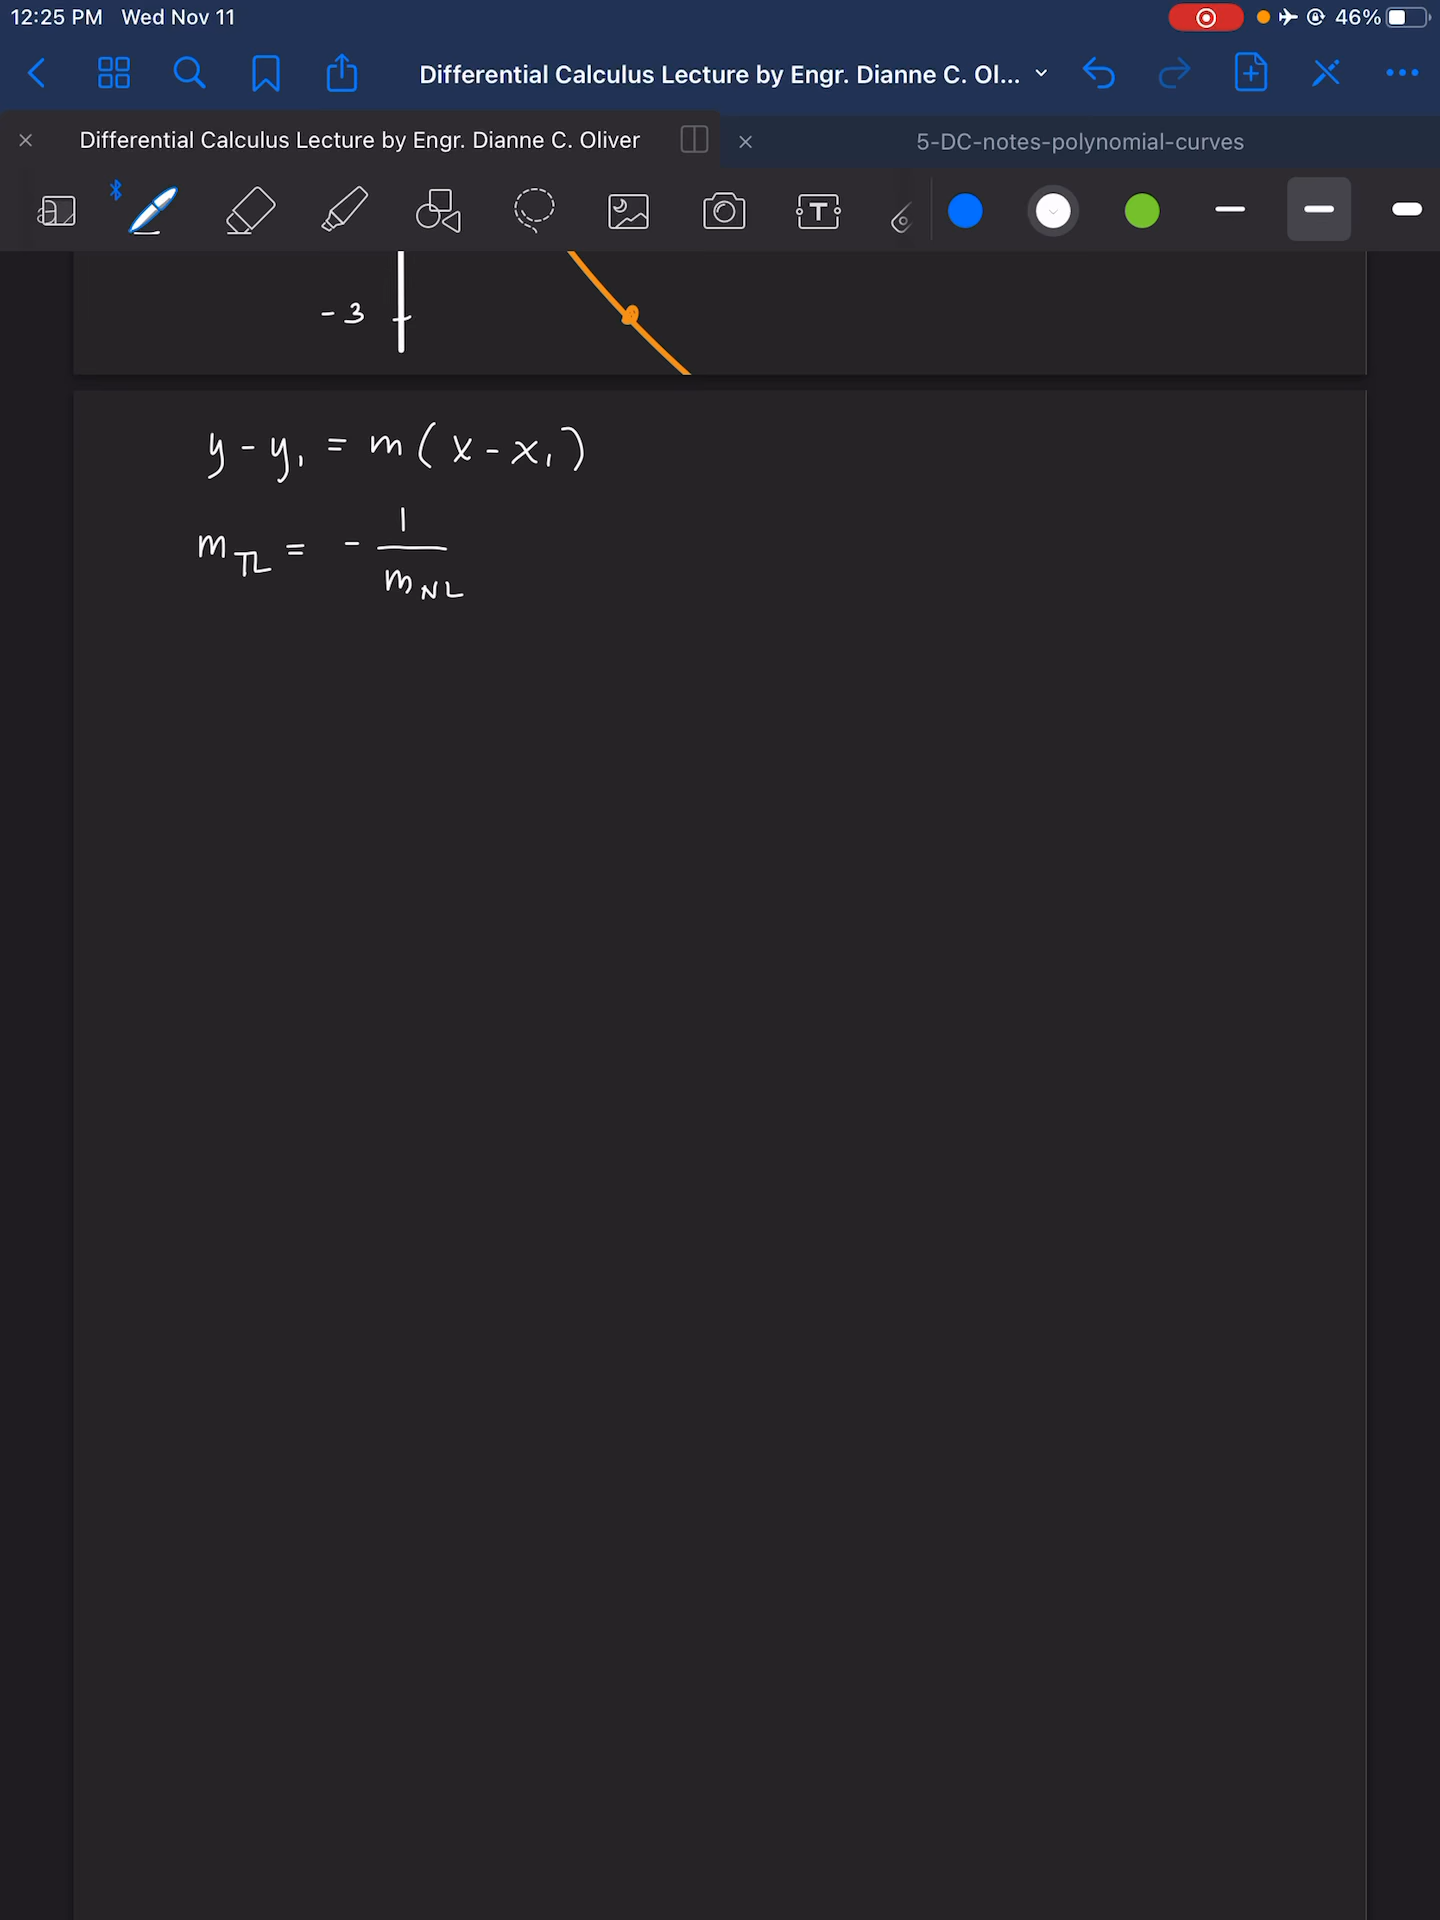 12:25 PM Wed Nov 11 46%
Differential Calculus Lecture by Engr. Dianne C. Ol...
Differential Calculus Lecture by Engr. Dianne C. Oliver
5-DC-notes-polynomial-curves
-3
y - y₁ = m(x - x₁)
m_TL = - 1/m_NL